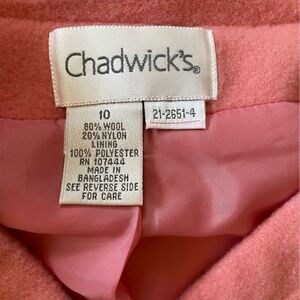 Chadwick's®
10
80% WOOL
20% NYLON
LINING
100% POLYESTER
RN 107444
MADE IN
BANGLADESH
SEE REVERSE SIDE
FOR CARE
21-2651-4